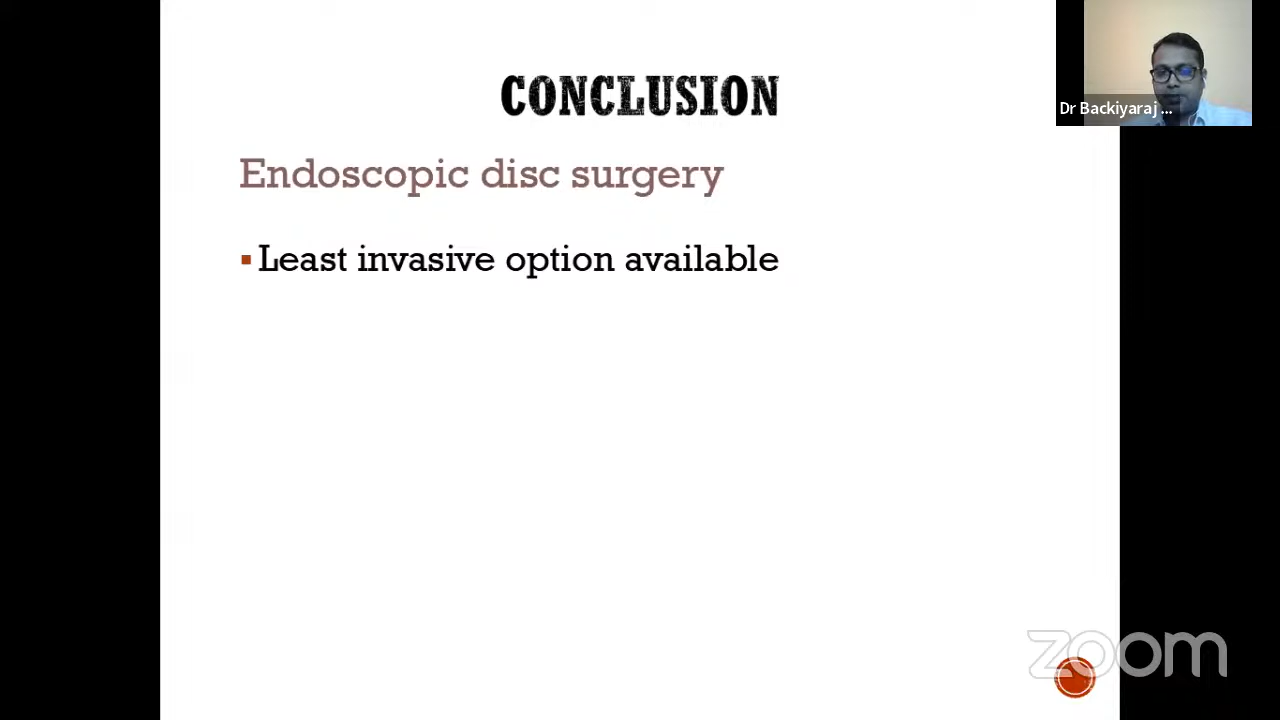 CONCLUSION
Dr Backiyaraj ...
Endoscopic disc surgery
▪ Least invasive option available
zoom